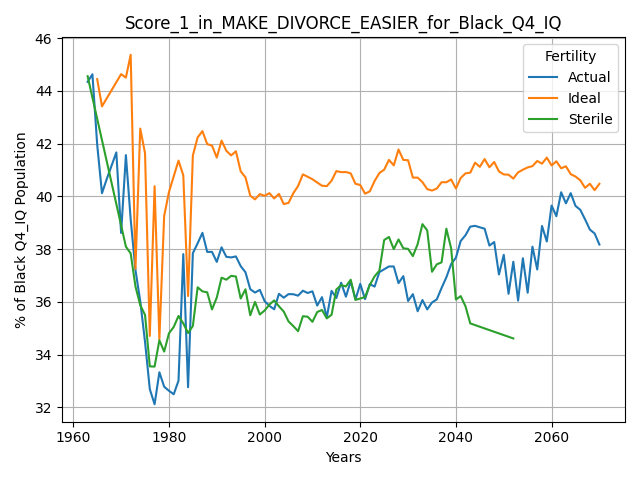 Score_1_in_MAKE_DIVORCE_EASIER_for_Black_Q4_IQ
Fertility
Actual
Ideal
Sterile
% of Black Q4_IQ Population
46
44
42
40
38
36
34
32
1960 1980 2000 2020 2040 2060
Years